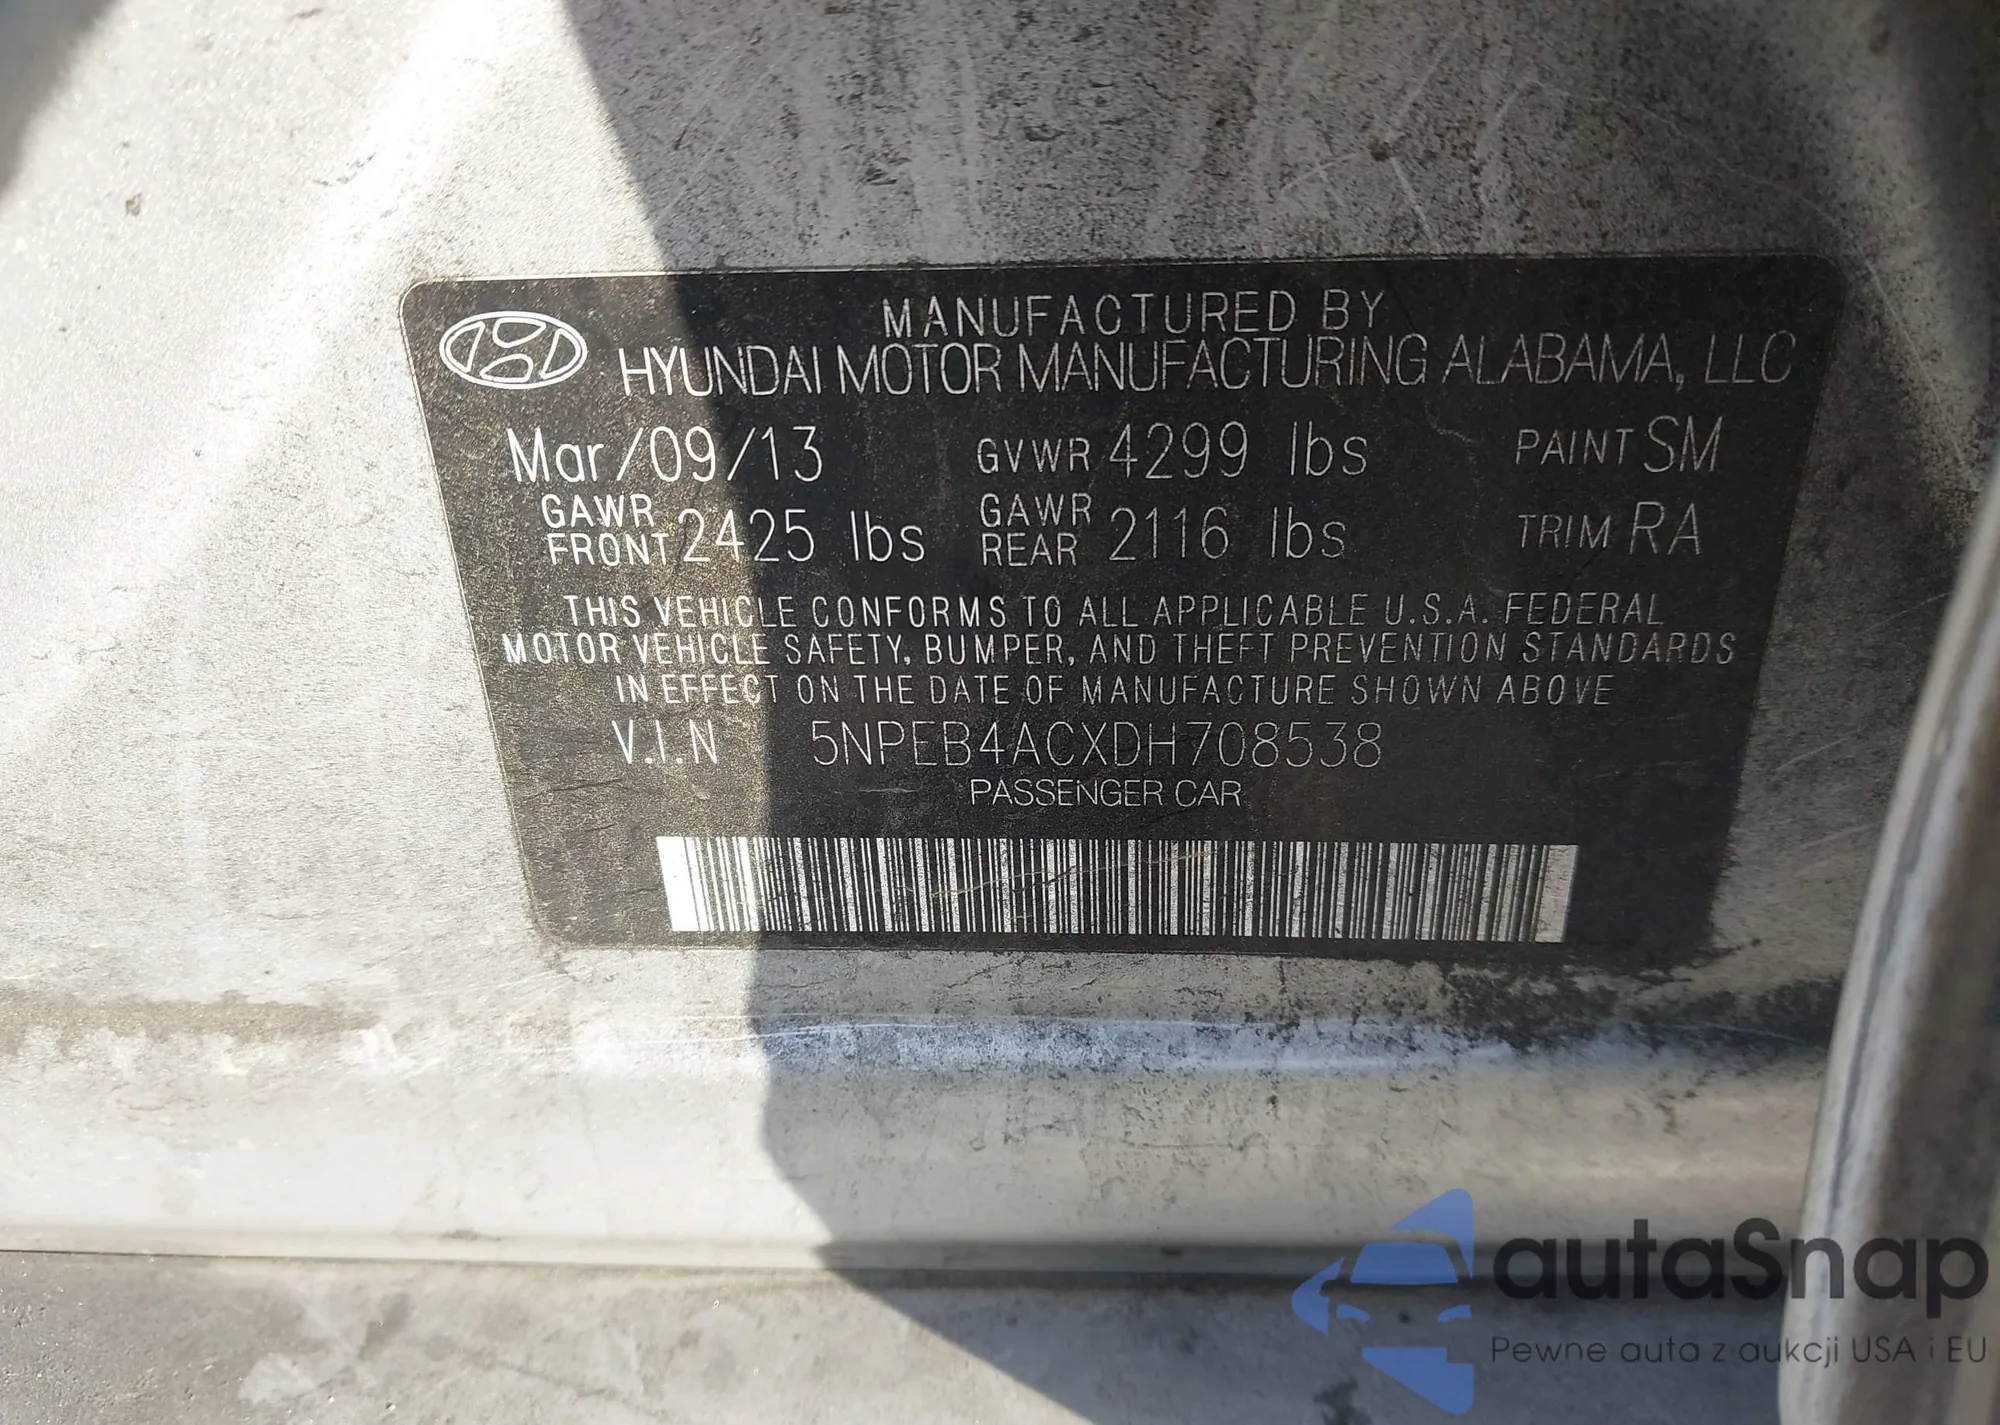 MANUFACTURED BY
HYUNDAI MOTOR MANUFACTURING ALABAMA, LLC
Mar/09/13 GVWR 4299 lbs PAINT SM
GAWR FRONT 2425 lbs GAWR REAR 2116 lbs TRIM RA
THIS VEHICLE CONFORMS TO ALL APPLICABLE U.S.A. FEDERAL
MOTOR VEHICLE SAFETY, BUMPER, AND THEFT PREVENTION STANDARDS
IN EFFECT ON THE DATE OF MANUFACTURE SHOWN ABOVE
V.I.N 5NPEB4ACXDH708538
PASSENGER CAR
autaSnap
Pewne auta z aukcji USA i EU